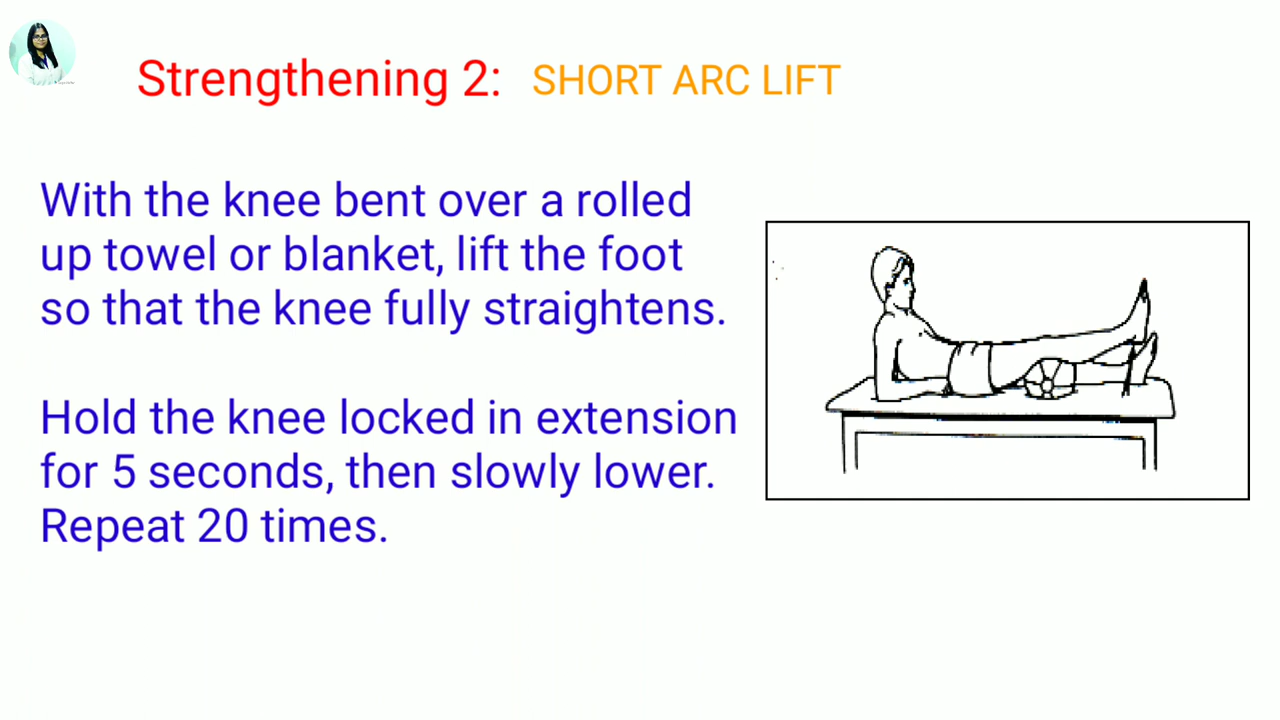 Strengthening 2: SHORT ARC LIFT
With the knee bent over a rolled
up towel or blanket, lift the foot
so that the knee fully straightens.
Hold the knee locked in extension
for 5 seconds, then slowly lower.
Repeat 20 times.